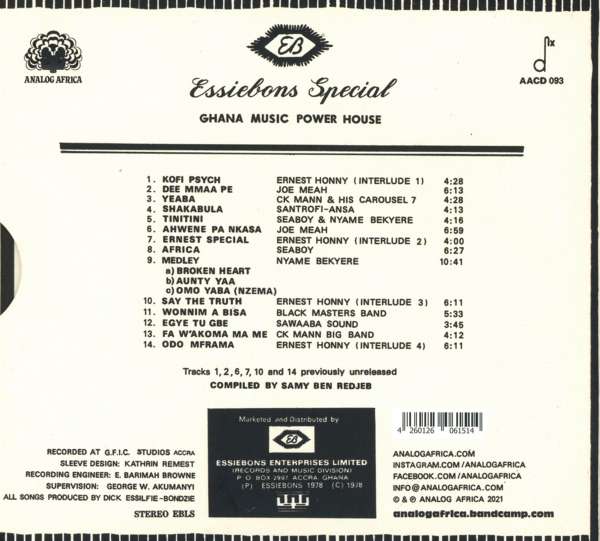 ANALOG AFRICA
EB
Essiebons Special
GHANA MUSIC POWER HOUSE
AACD 093
1. KOFI PSYCH ERNEST HONNY (INTERLUDE 1) 4:28
2. DEE MMAA PE JOE MEAH 6:13
3. YEABA CK MANN & HIS CAROUSEL 7 4:28
4. SHAKABULA SANTROFI-ANSA 4:13
5. TINITINI SEABOY & NYAME BEKYERE 4:16
6. AHWENE PA NKASA JOE MEAH 6:59
7. ERNEST SPECIAL ERNEST HONNY (INTERLUDE 2) 4:00
8. AFRICA SEABOY 6:27
9. MEDLEY NYAME BEKYERE 10:41
a) BROKEN HEART
b) AUNTY YAA
c) OMO YABA (NZEMA)
10. SAY THE TRUTH ERNEST HONNY (INTERLUDE 3) 6:11
11. WONNIM A BISA BLACK MASTERS BAND 5:33
12. EGYE TU GBE SAWAABA SOUND 3:45
13. FA W'AKOMA MA ME CK MANN BIG BAND 4:12
14. ODO MFRAMA ERNEST HONNY (INTERLUDE 4) 6:11
Tracks 1, 2, 6, 7, 10 and 14 previously unreleased
COMPILED BY SAMY BEN REDJEB
RECORDED AT G.F.I.C. STUDIOS ACCRA
SLEEVE DESIGN: KATHRIN REMEST
RECORDING ENGINEER: E. BARIMAH BROWNE
SUPERVISION: GEORGE W. AKUMANYI
ALL SONGS PRODUCED BY DICK ESSILFIE-BONDZIE
STEREO EBLS
Marketed and Distributed by
EB
ESSIEBONS ENTERPRISES LIMITED
(RECORDS AND MUSIC DIVISION)
P O BOX 2997 ACCRA GHANA
(P) ESSIEBONS 1978 (C) 1978
4 260126 061514
ANALOGAFRICA.COM
INSTAGRAM.COM/ANALOGAFRICA
FACEBOOK.COM/ANALOGAFRICA
INFO@ANALOGAFRICA.COM
© & ℗ ANALOG AFRICA 2021
analogafrica.bandcamp.com